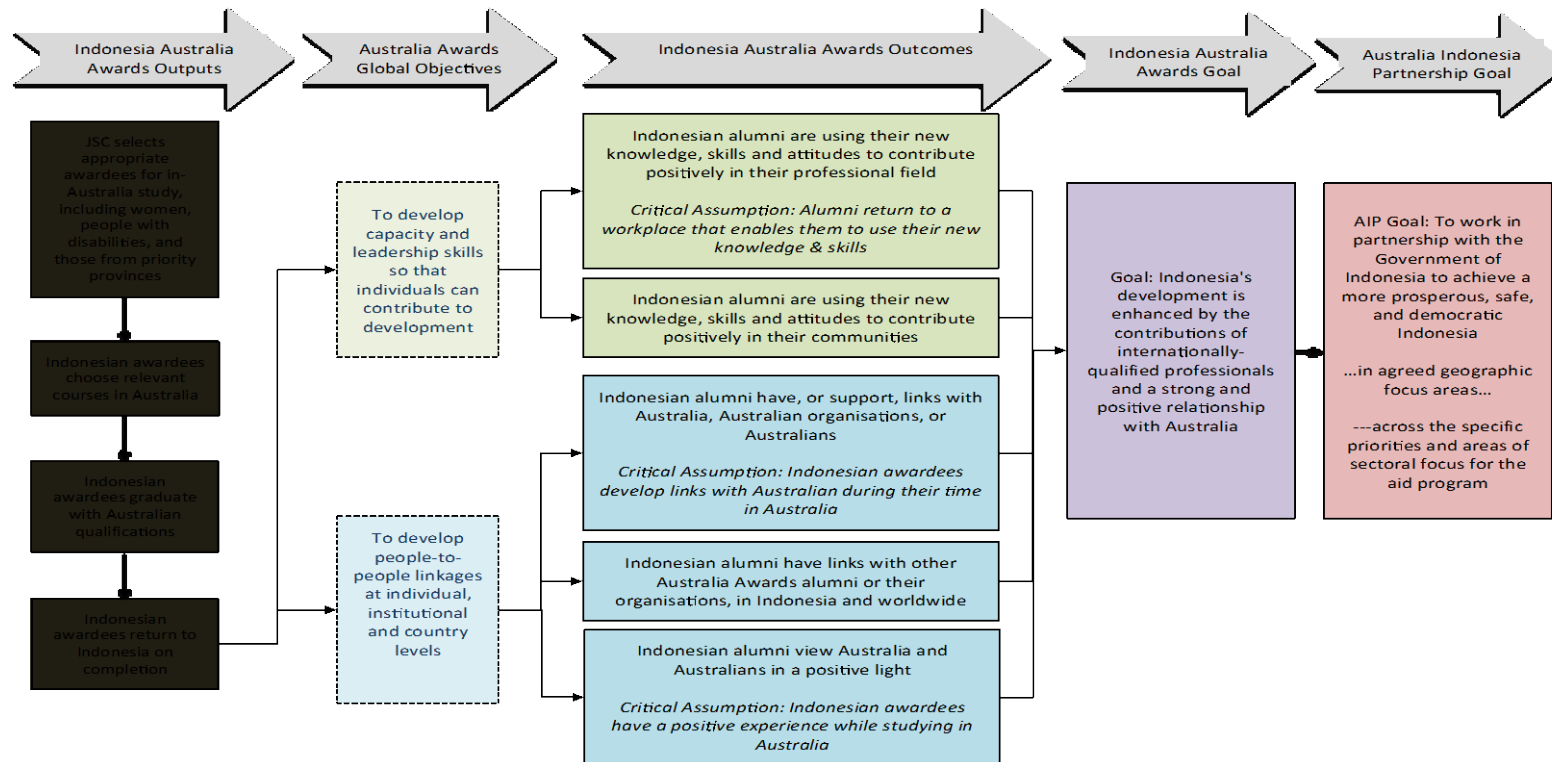 Indonesia Australia
Awards Outputs
Australia Awards
Global Objectives
Indonesia Australia Awards Outcomes
Indonesia Australia
Awards Goal
Australia Indonesia
Partnership Goal
JSC selects
appropriate
awardees for in-
Australia study,
including women,
people with
disabilities, and
those from priority
provinces
Indonesian awardees
choose relevant
courses in Australia
Indonesian
awardees graduate
with Australian
qualifications
Indonesian
awardees return to
Indonesia on
completion
To develop
capacity and
leadership skills
so that
individuals can
contribute to
development
To develop
people-to-
people linkages
at individual,
institutional
and country
levels
Indonesian alumni are using their new
knowledge, skills and attitudes to contribute
positively in their professional field
Critical Assumption: Alumni return to a
workplace that enables them to use their new
knowledge & skills
Indonesian alumni are using their new
knowledge, skills and attitudes to contribute
positively in their communities
Indonesian alumni have, or support, links with
Australia, Australian organisations, or
Australians
Critical Assumption: Indonesian awardees
develop links with Australian during their time
in Australia
Indonesian alumni have links with other
Australia Awards alumni or their
organisations, in Indonesia and worldwide
Indonesian alumni view Australia and
Australians in a positive light
Critical Assumption: Indonesian awardees
have a positive experience while studying in
Australia
Goal: Indonesia's
development is
enhanced by the
contributions of
internationally-
qualified professionals
and a strong and
positive relationship
with Australia
AIP Goal: To work in
partnership with the
Government of
Indonesia to achieve a
more prosperous, safe,
and democratic
Indonesia
...in agreed geographic
focus areas...
---across the specific
priorities and areas of
sectoral focus for the
aid program